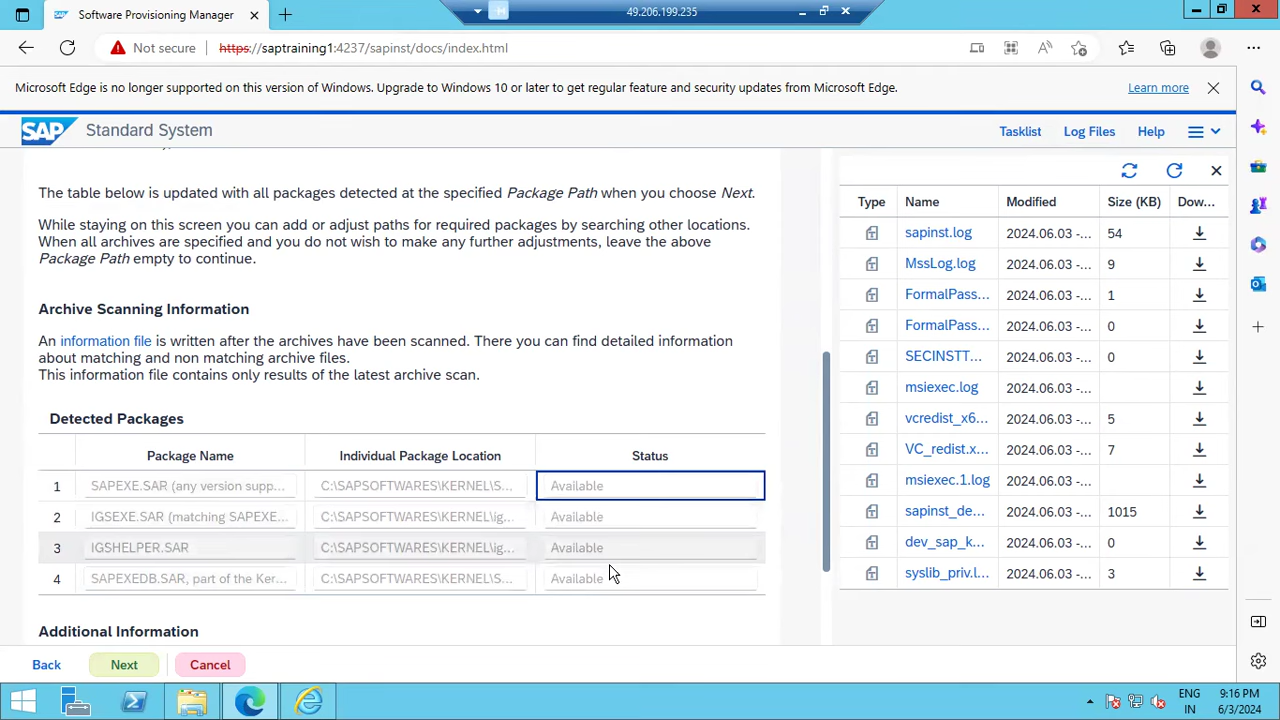 Software Provisioning Manager
49.206.199.235
Not secure
https://saptraining1:4237/sapinst/docs/index.html
Microsoft Edge is no longer supported on this version of Windows. Upgrade to Windows 10 or later to get regular feature and security updates from Microsoft Edge.
Learn more
SAP Standard System
Tasklist
Log Files
Help
The table below is updated with all packages detected at the specified Package Path when you choose Next.
While staying on this screen you can add or adjust paths for required packages by searching other locations.
When all archives are specified and you do not wish to make any further adjustments, leave the above
Package Path empty to continue.
Archive Scanning Information
An information file is written after the archives have been scanned. There you can find detailed information
about matching and non matching archive files.
This information file contains only results of the latest archive scan.
Detected Packages
Package Name Individual Package Location Status
1 SAPEXE.SAR (any version supp... C:\SAPSOFTWARES\KERNEL\S... Available
2 IGSEXE.SAR (matching SAPEXE... C:\SAPSOFTWARES\KERNEL\ig... Available
3 IGSHELPER.SAR C:\SAPSOFTWARES\KERNEL\ig... Available
4 SAPEXEDB.SAR, part of the Ker... C:\SAPSOFTWARES\KERNEL\S... Available
Additional Information
Back
Next
Cancel
Type Name Modified Size (KB) Dow...
sapinst.log 2024.06.03 -... 54
MssLog.log 2024.06.03 -... 9
FormalPass... 2024.06.03 -... 1
FormalPass... 2024.06.03 -... 0
SECINSTT... 2024.06.03 -... 0
msiexec.log 2024.06.03 -...
vcredist_x6... 2024.06.03 -... 5
VC_redist.x... 2024.06.03 -... 7
msiexec.1.log 2024.06.03 -...
sapinst_de... 2024.06.03 -... 1015
dev_sap_k... 2024.06.03 -... 0
syslib_priv.l... 2024.06.03 -... 3
ENG
IN
9:16 PM
6/3/2024